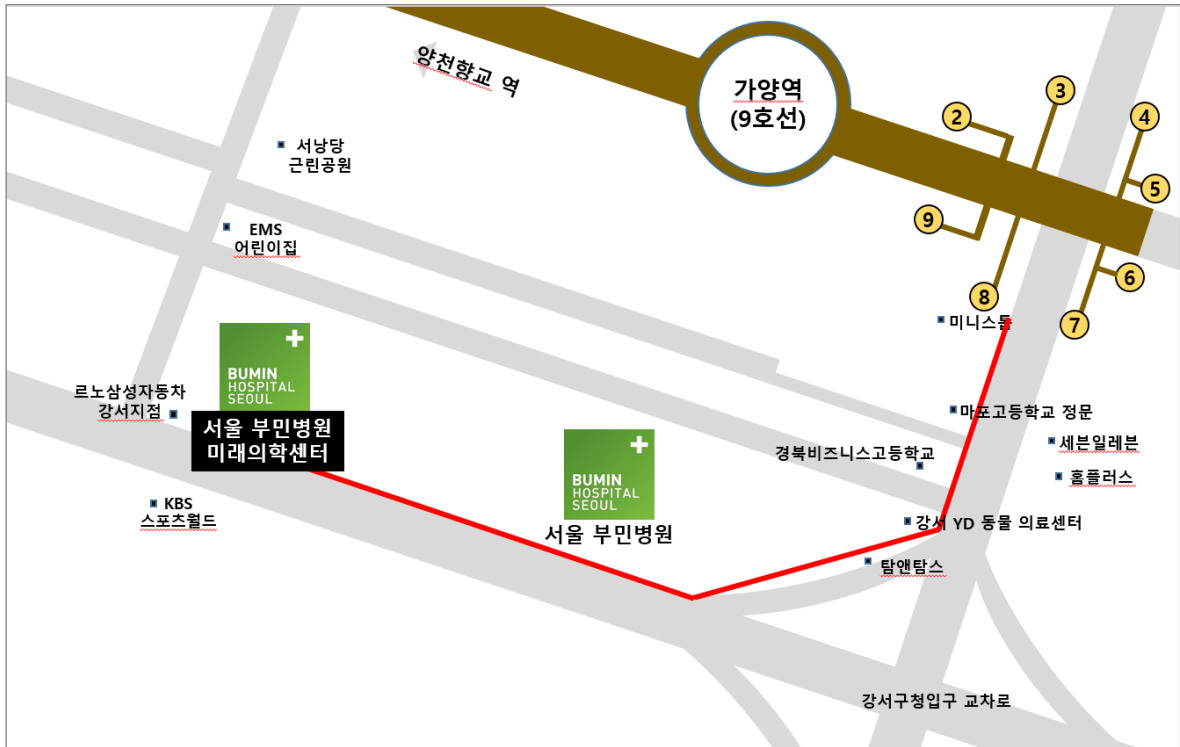 양천향교 역
가양역
(9호선)
2
3
4
5
9
6
8
7
서낭당
근린공원
EMS
어린이집
미니스톱
BUMIN
HOSPITAL
SEOUL
르노삼성자동차
강서지점
서울 부민병원
미래의학센터
마포고등학교 정문
세븐일레븐
경복비즈니스고등학교
홈플러스
BUMIN
HOSPITAL
SEOUL
서울 부민병원
KBS
스포츠월드
강서 YD 동물 의료센터
탐앤탐스
강서구청입구 교차로